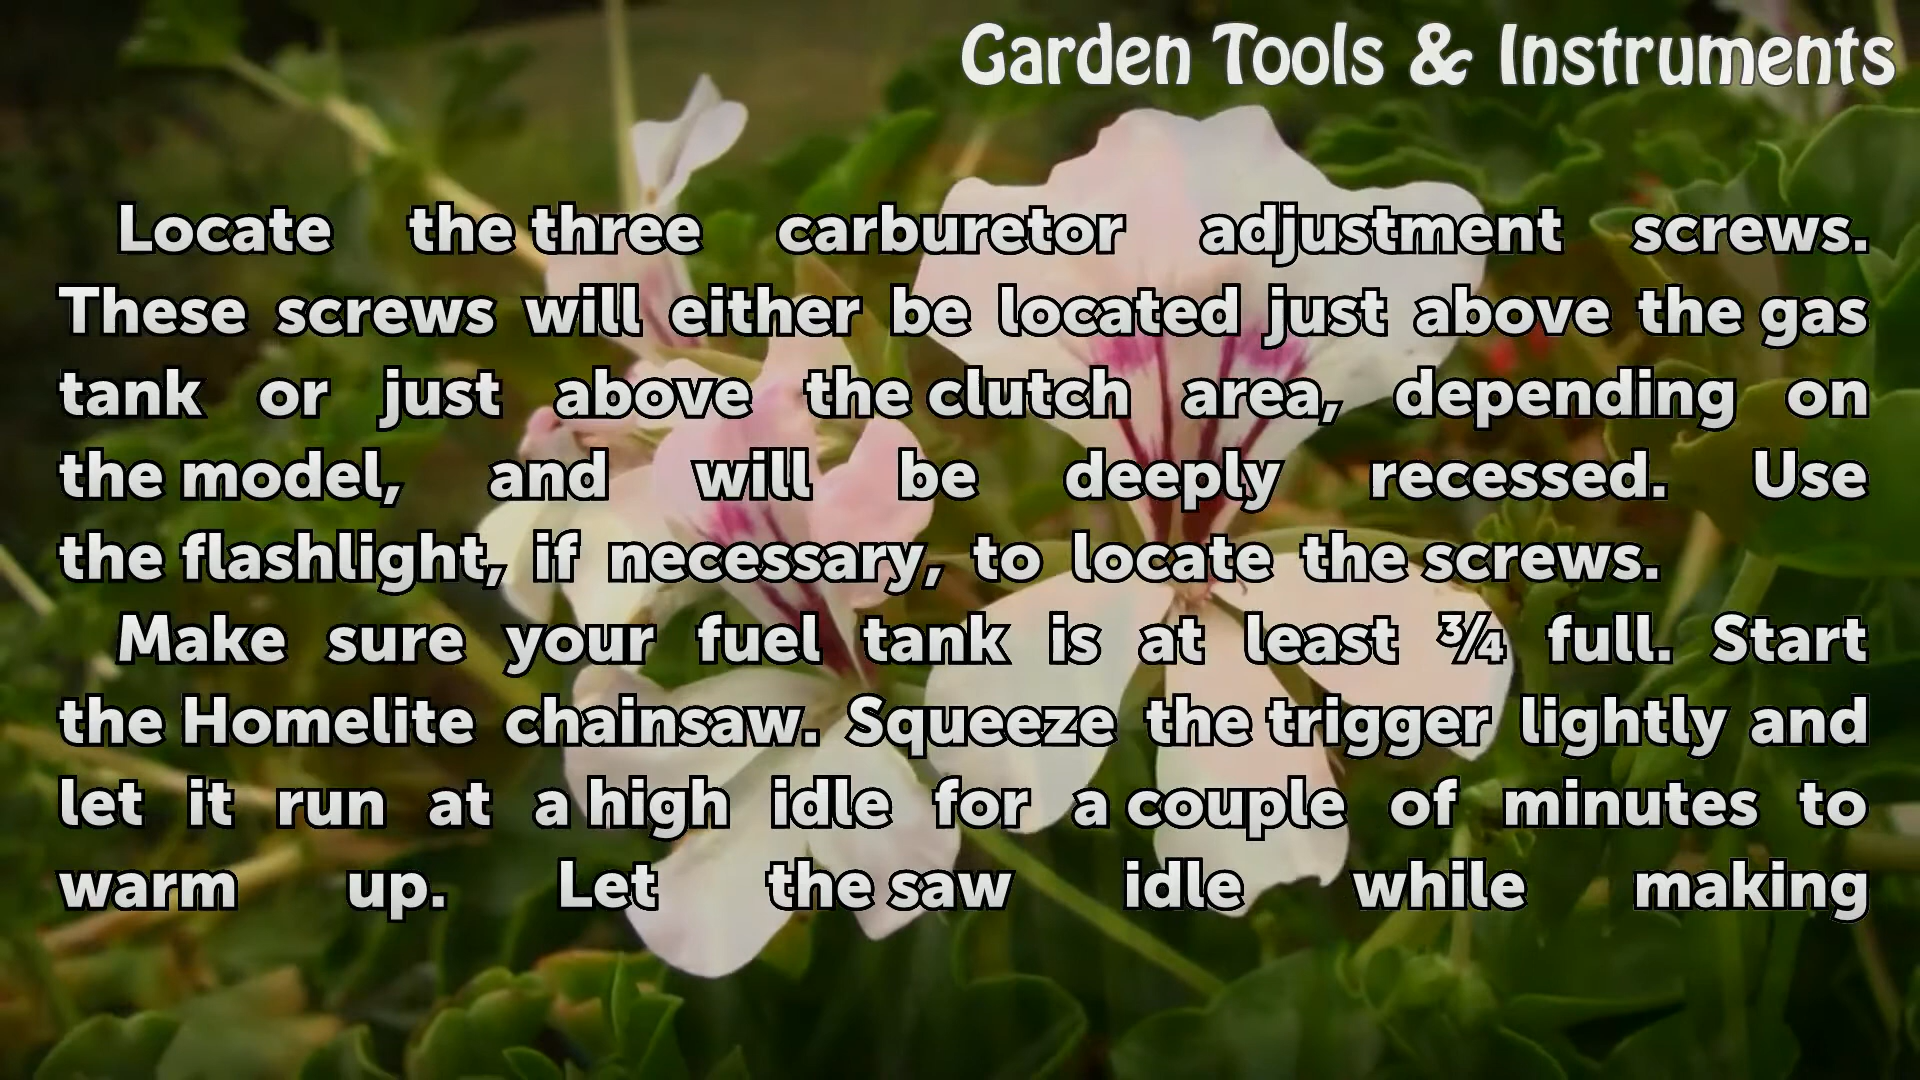 Garden Tools & Instruments
Locate the three carburetor adjustment screws.
These screws will either be located just above the gas
tank or just above the clutch area, depending on
the model, and will be deeply recessed. Use
the flashlight, if necessary, to locate the screws.
Make sure your fuel tank is at least ¾ full. Start
the Homelite chainsaw. Squeeze the trigger lightly and
let it run at a high idle for a couple of minutes to
warm up. Let the saw idle while making